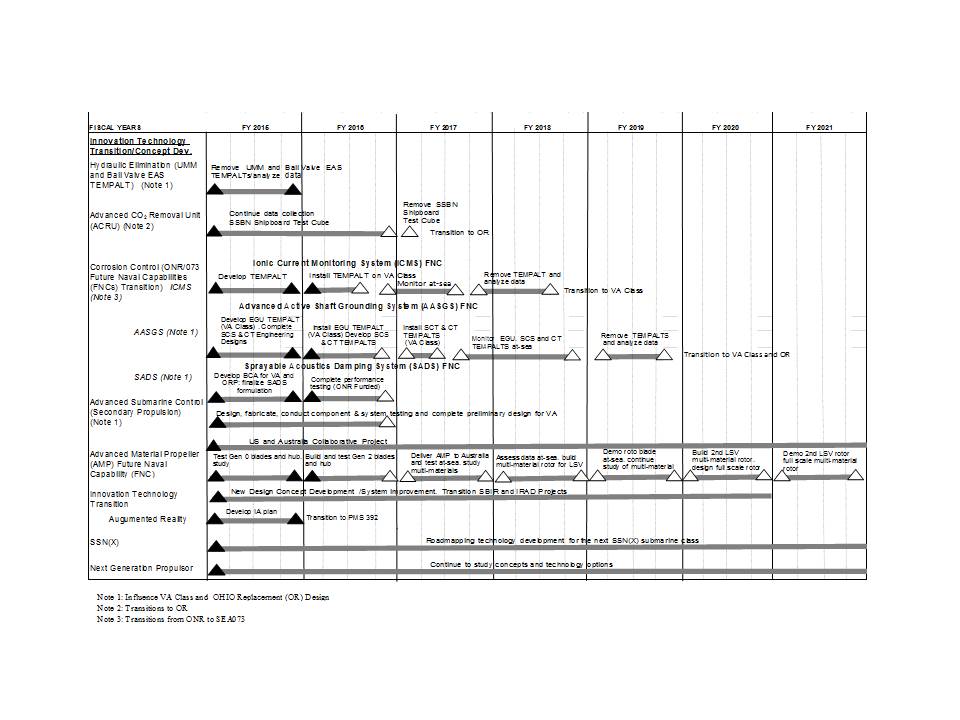 FISCAL YEARS FY 2015 FY 2016 FY 2017 FY 2018 FY 2019 FY 2020 FY 2021
Innovation Technology
Transition/Concept Dev.
Hydraulic Elimination (UMM
and Ball Valve EAS
TEMPALT) (Note 1)
Remove UMM and Ball Valve EAS
TEMPALTs/analyze data
Advanced CO₂ Removal Unit
(ACRU) (Note 2)
Continue data collection
SSBN Shipboard Test Cube
Remove SSBN
Shipboard
Test Cube
Transition to OR
Corrosion Control (ONR/073
Future Naval Capabilities
(FNCs) Transition) ICMS
(Note 3)
Ionic Current Monitoring System (ICMS) FNC
Develop TEMPALT
Install TEMPALT on VA Class
Monitor at-sea
Remove TEMPALT and
analyze data
Transition to VA Class
Advanced Active Shaft Grounding System (AASGS) FNC
AASGS (Note 1)
Develop EGU TEMPALT
(VA Class) . Complete
SCS & CT Engineering
Designs
Install EGU TEMPALT
(VA Class) Develop SCS
& CT TEMPALTS
Install SCT & CT
TEMPALTS
(VA Class)
Monitor EGU, SCS and CT
TEMPALTS at-sea
Remove TEMPALTS
and analyze data
Transition to VA Class and OR
Sprayable Acoustics Damping System (SADS) FNC
SADS (Note 1)
Develop BCA for VA and
ORP; finalize SADS
formulation
Complete performance
testing (ONR Funded)
Advanced Submarine Control
(Secondary Propulsion)
(Note 1)
Design, fabricate, conduct component & system testing and complete preliminary design for VA
US and Australia Collaborative Project
Advanced Material Propeller
(AMP) Future Naval
Capability (FNC)
Test Gen 0 blades and hub.
study
Build and test Gen 2 blades
and hub
Deliver AMP to Australia
and test at-sea. study
multi-materials
Assess data at-sea. build
multi-material rotor for LSV
Demo roto blade
at-sea. continue
study of multi-material
Build 2nd LSV
multi-material rotor.
design full scale rotor
Demo 2nd LSV rotor
full scale multi-material
rotor
Innovation Technology
Transition
New Design Concept Development /System Improvement. Transition SBIR and IRAD Projects
Augumented Reality
Develop IA plan
Transition to PMS 392
SSN(X)
Roadmapping technology development for the next SSN(X) submarine class
Next Generation Propulsor
Continue to study concepts and technology options
Note 1: Influence VA Class and OHIO Replacement (OR) Design
Note 2: Transitions to OR
Note 3: Transitions from ONR to SEA073